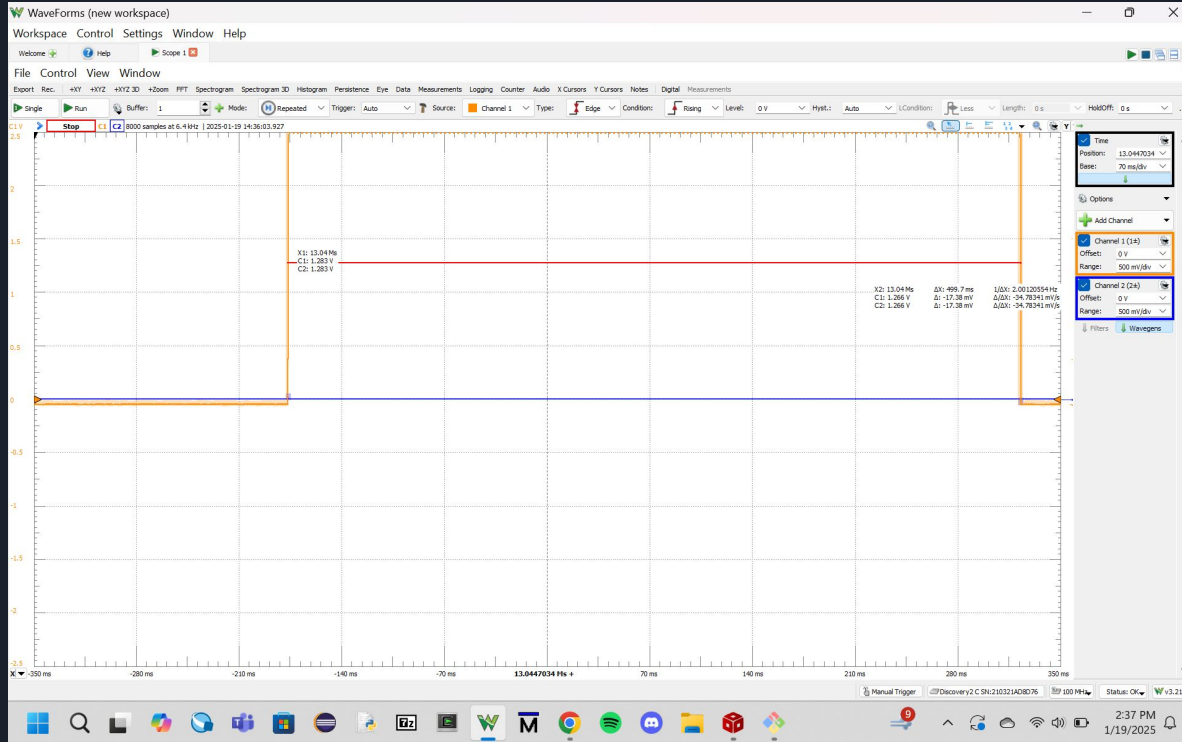 WaveForms (new workspace)
Workspace Control Settings Window Help
Welcome Help Scope 1
File Control View Window
Export Rec. +XY +XYZ +XYZ 3D +Zoom FFT Spectrogram Spectrogram 3D Histogram Persistence Eye Data Measurements Logging Counter Audio X Cursors Y Cursors Notes Digital Measurements
Single Run Buffer: 1 Mode: Repeated Trigger: Auto Source: Channel 1 Type: Edge Condition: Rising Level: 0 V Hyst.: Auto LCondition: Less Length: 0 s HoldOff: 0 s
C1 V Stop C1 C2 8000 samples at 6.4 kHz | 2025-01-19 14:36:03.927 Y
2.5
2
1.5
1
0.5
0
-0.5
-1
-1.5
-2
-2.5
X1: 13.04 Ms
C1: 1.283 V
C2: 1.283 V
X2: 13.04 Ms ΔX: 499.7 ms 1/ΔX: 2.00120554 Hz
C1: 1.266 V Δ: -17.38 mV Δ/ΔX: -34.78341 mV/s
C2: 1.266 V Δ: -17.38 mV Δ/ΔX: -34.78341 mV/s
X -350 ms -280 ms -210 ms -140 ms -70 ms 13.0447034 Ms + 70 ms 140 ms 210 ms 280 ms 350 ms
Time
Position: 13.0447034
Base: 70 ms/div
Options
Add Channel
Channel 1 (1±)
Offset: 0 V
Range: 500 mV/div
Channel 2 (2±)
Offset: 0 V
Range: 500 mV/div
Filters Wavegens
Manual Trigger Discovery2 C SN:210321AD8D76 100 MHz Status: OK v3.21
9
2:37 PM
1/19/2025